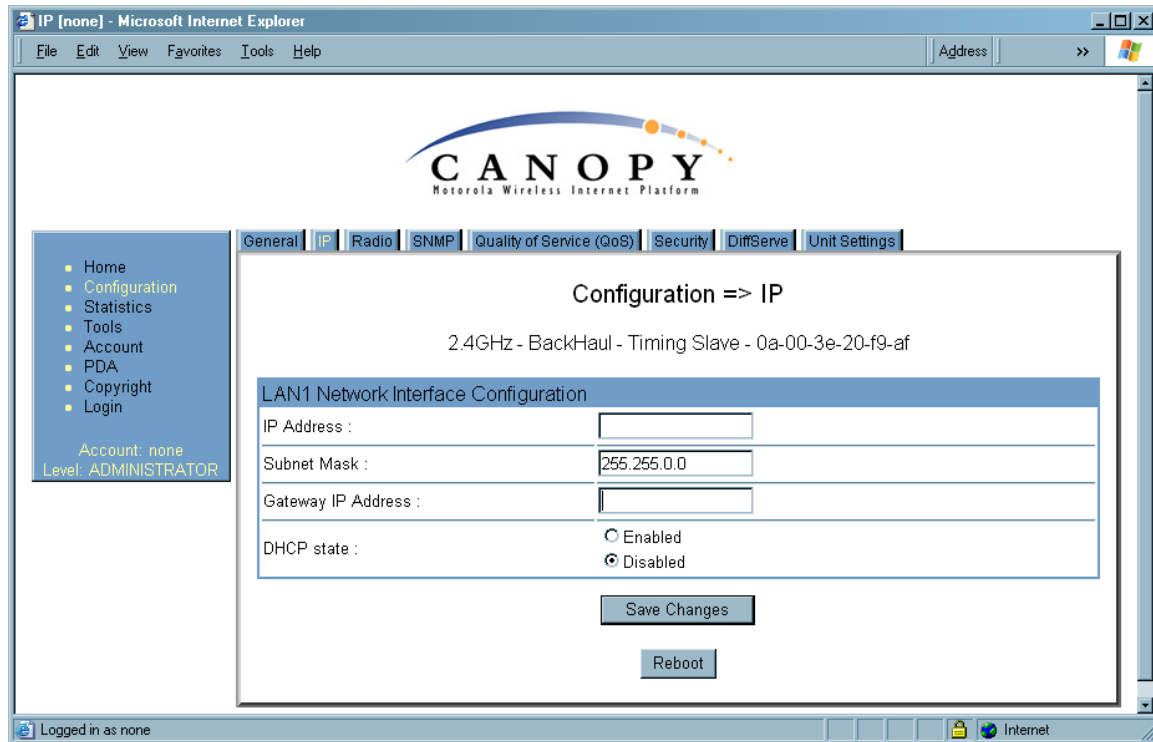 IP [none] - Microsoft Internet Explorer
File Edit View Favorites Tools Help Address »
CANOPY
Motorola Wireless Internet Platform
General IP Radio SNMP Quality of Service (QoS) Security DiffServe Unit Settings
Home
Configuration
Statistics
Tools
Account
PDA
Copyright
Login
Account: none
Level: ADMINISTRATOR
Configuration => IP
2.4GHz - BackHaul - Timing Slave - 0a-00-3e-20-f9-af
LAN1 Network Interface Configuration
IP Address :
Subnet Mask : 255.255.0.0
Gateway IP Address :
DHCP state : Enabled
Disabled
Save Changes
Reboot
Logged in as none Internet